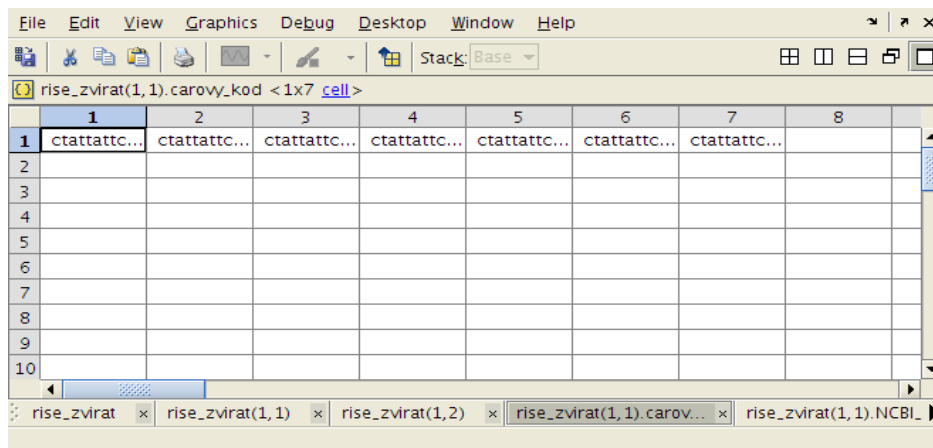 File Edit View Graphics Debug Desktop Window Help
Stack: Base
rise_zvirat(1,1).carovy_kod <1x7 cell>
1 2 3 4 5 6 7 8
1 ctattattc... ctattattc... ctattattc... ctattattc... ctattattc... ctattattc... ctattattc...
2
3
4
5
6
7
8
9
10
rise_zvirat rise_zvirat(1,1) rise_zvirat(1,2) rise_zvirat(1,1).carov... rise_zvirat(1,1).NCBI_